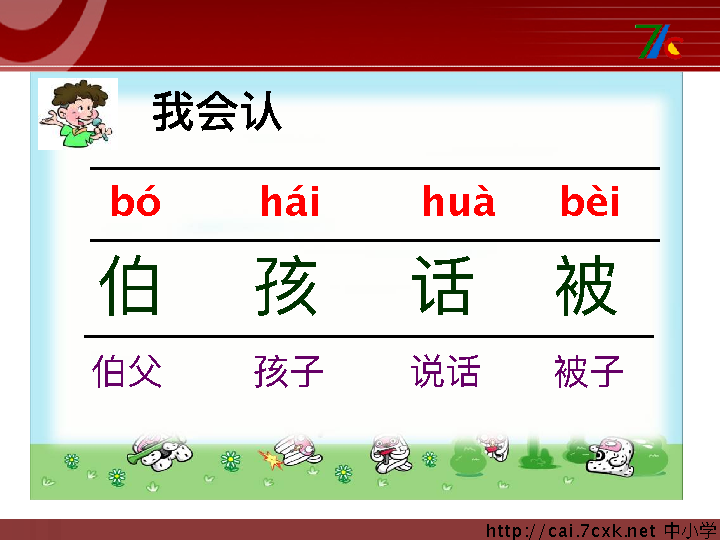 7c
我会认
bó hái huà bèi
伯 孩 话 被
伯父 孩子 说话 被子
http://cai.7cxk.net 中小学